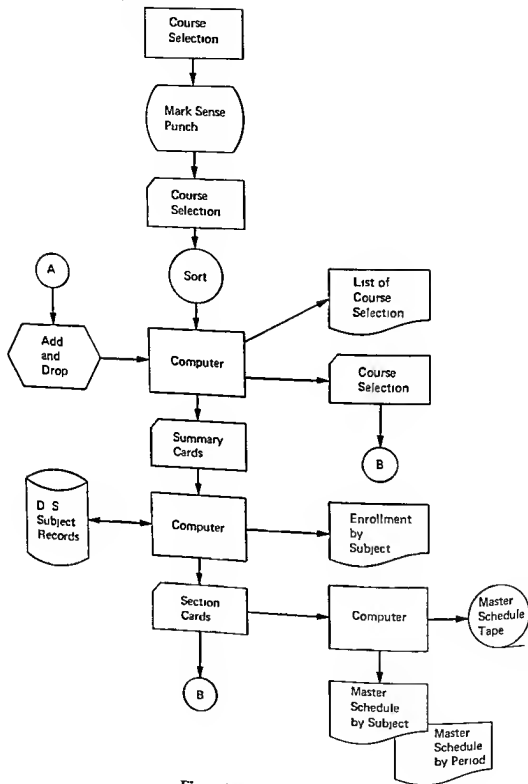 Course
Selection
Mark Sense
Punch
Course
Selection
A
Sort
List of
Course
Selection
Add
and
Drop
Computer
Course
Selection
Summary
Cards
B
D S
Subject
Records
Computer
Enrollment
by
Subject
Section
Cards
Computer
Master
Schedule
Tape
B
Master
Schedule
by Subject
Master
Schedule
by Period